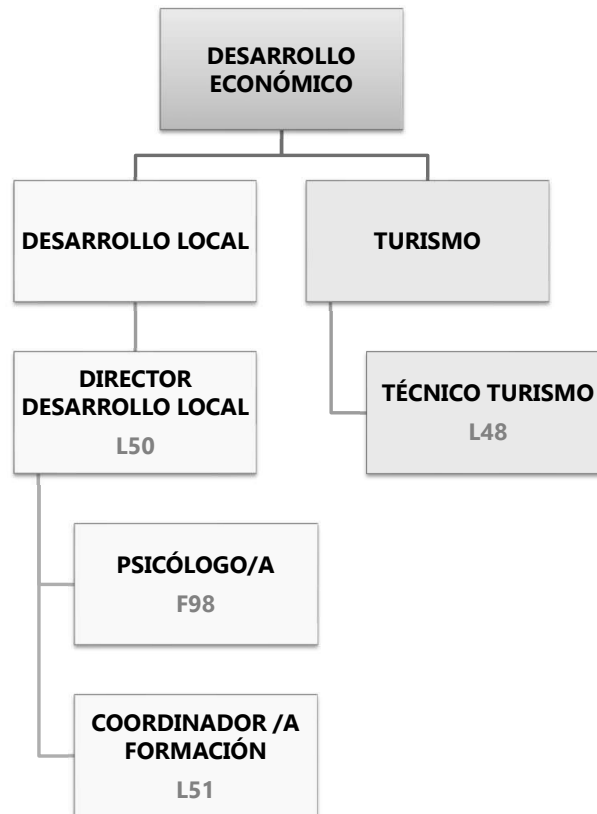 DESARROLLO
ECONÓMICO
DESARROLLO LOCAL
TURISMO
DIRECTOR
DESARROLLO LOCAL
L50
TÉCNICO TURISMO
L48
PSICÓLOGO/A
F98
COORDINADOR /A
FORMACIÓN
L51